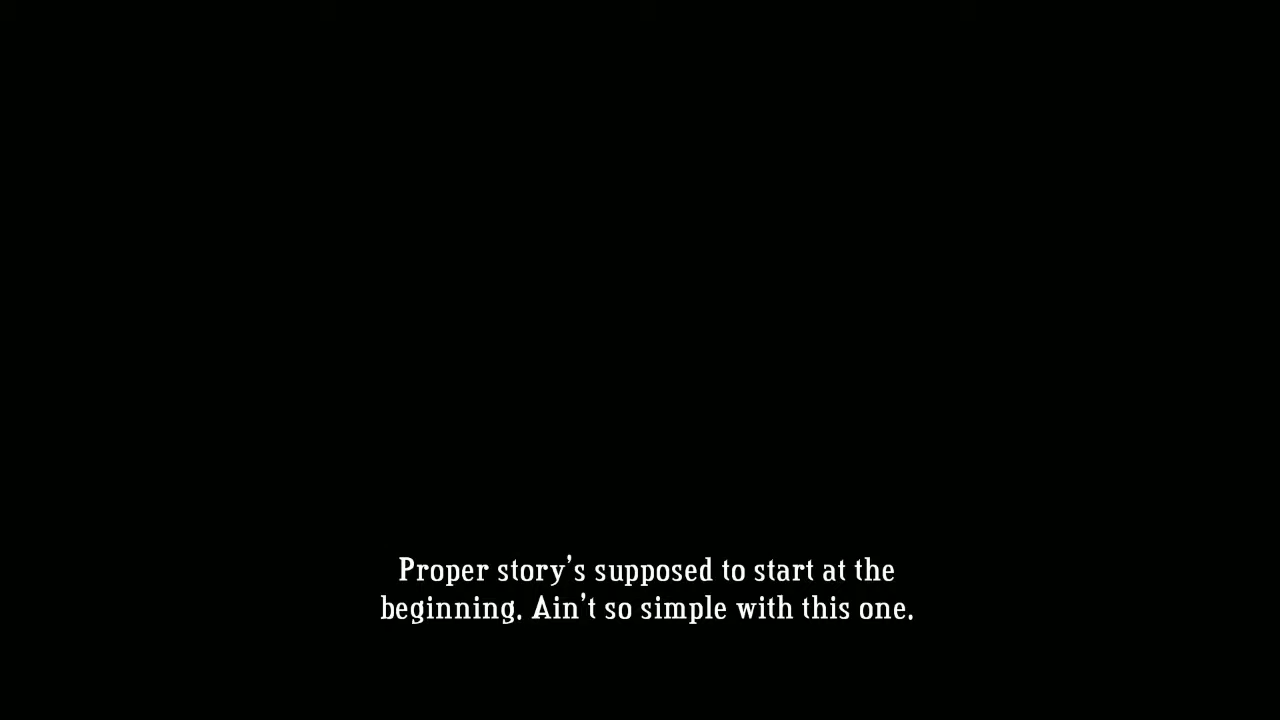 Proper story's supposed to start at the
beginning. Ain't so simple with this one.